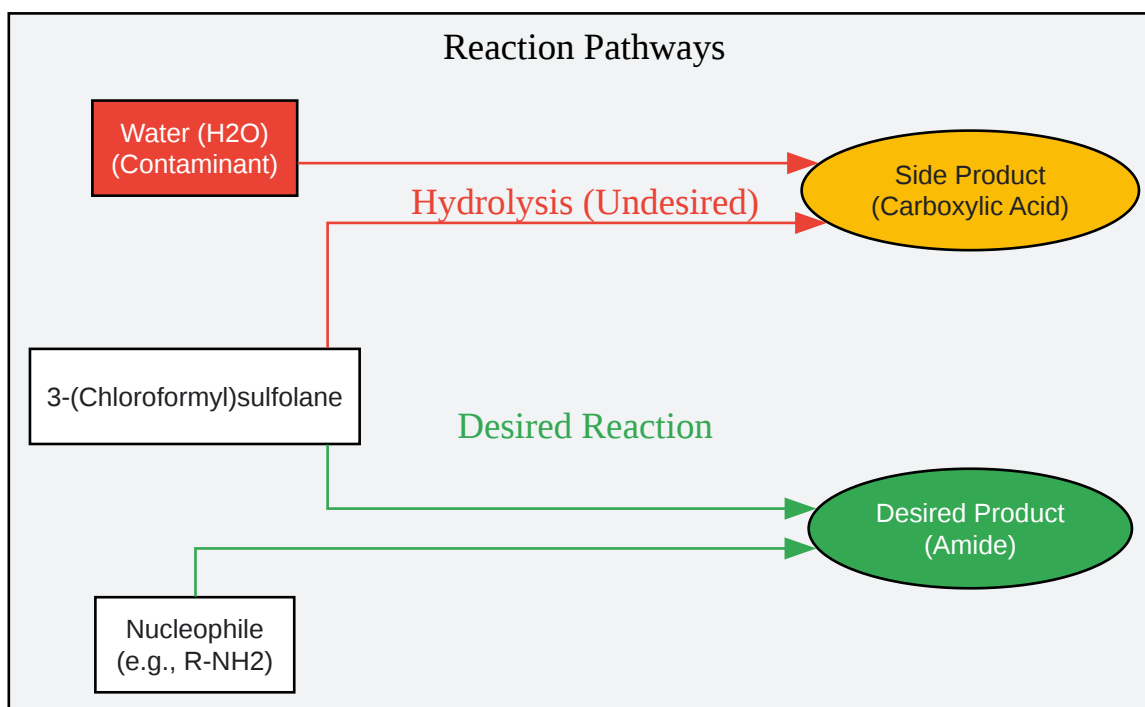 Reaction Pathways
Water (H2O)
(Contaminant)
Side Product
(Carboxylic Acid)
Hydrolysis (Undesired)
3-(Chloroformyl)sulfolane
Desired Reaction
Desired Product
(Amide)
Nucleophile
(e.g., R-NH2)